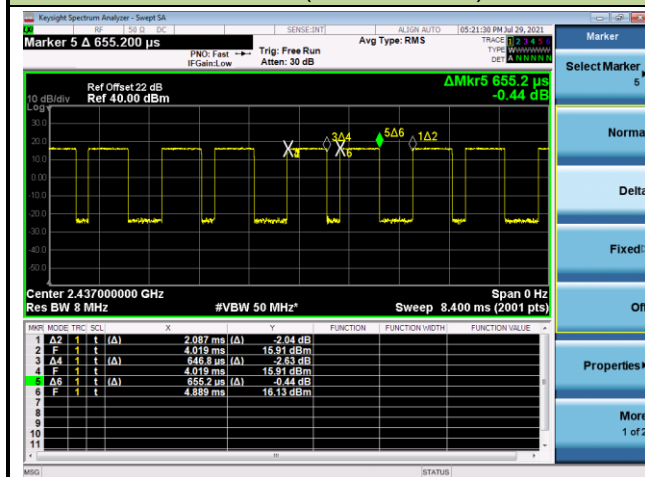 Keysight Spectrum Analyzer - Swept SA
RF 50 Ω DC SENSE:INT ALIGN AUTO 05:21:30 PM Jul 29, 2021
Marker 5 Δ 655.200 µs
PNO: Fast Trig: Free Run Avg Type: RMS TRACE 1 2 3 4 5 6
IFGain:Low Atten: 30 dB TYPE WWWWWW
DET A N N N N N
Ref Offset 22 dB ΔMkr5 655.2 µs
10 dB/div Ref 40.00 dBm -0.44 dB
Log
30.0
20.0
10.0
0.00
-10.0
-20.0
-30.0
-40.0
-50.0
3Δ4 5Δ6 1Δ2
6
Center 2.437000000 GHz Span 0 Hz
Res BW 8 MHz #VBW 50 MHz* Sweep 8.400 ms (2001 pts)
MKR MODE TRC SCL X Y FUNCTION FUNCTION WIDTH FUNCTION VALUE
1 Δ2 1 t (Δ) 2.087 ms (Δ) -2.04 dB
2 F 1 t 4.019 ms 15.91 dBm
3 Δ4 1 t (Δ) 646.8 µs (Δ) -2.63 dB
4 F 1 t 4.019 ms 15.91 dBm
5 Δ6 1 t (Δ) 655.2 µs (Δ) -0.44 dB
6 F 1 t 4.889 ms 16.13 dBm
7
8
9
10
11
MSG STATUS
Marker
Select Marker
5
Norma
Delta
Fixed
Off
Properties
More
1 of 2